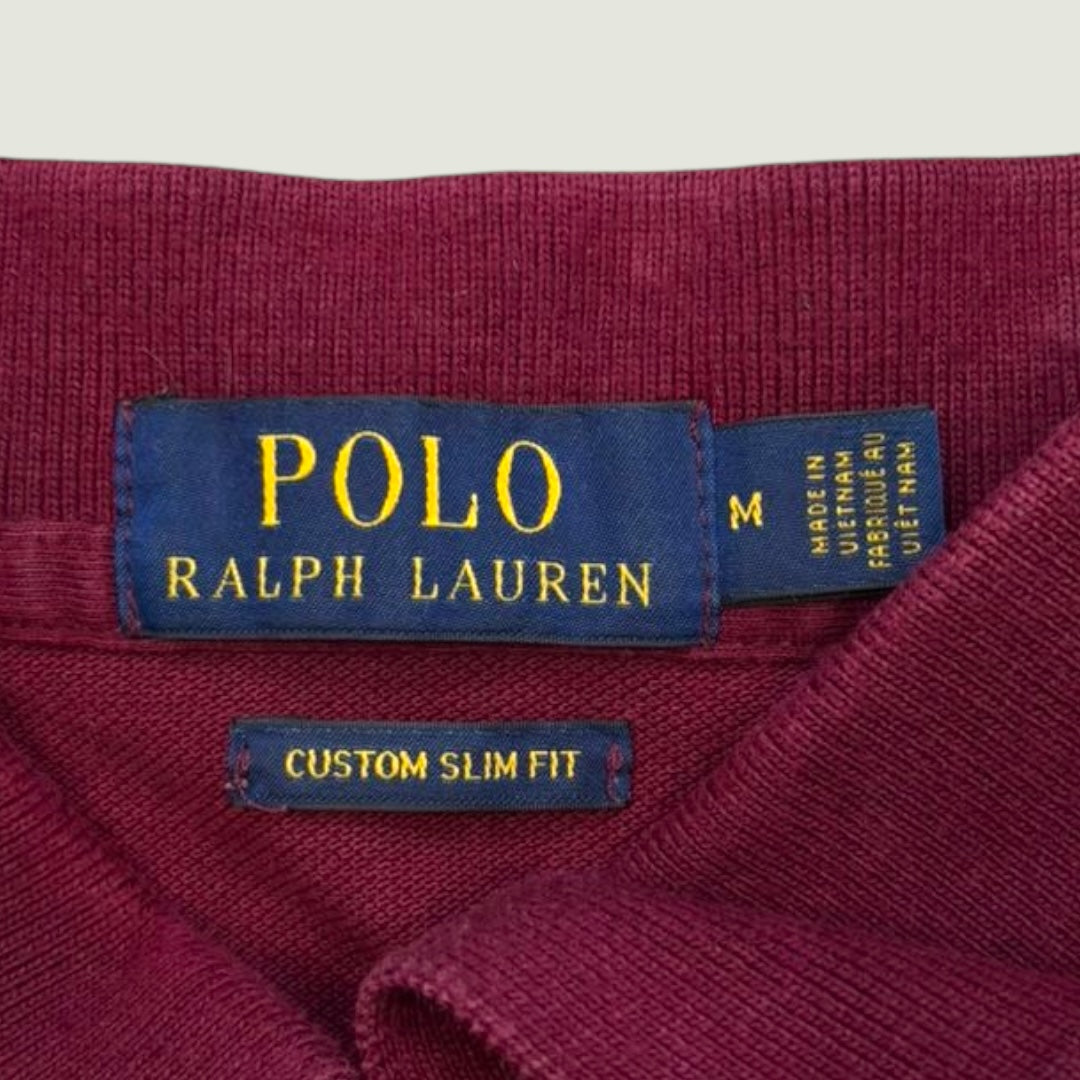 POLO
RALPH LAUREN
M
MADE IN
VIETNAM
FABRIQUÉ AU
VIÊT NAM
CUSTOM SLIM FIT